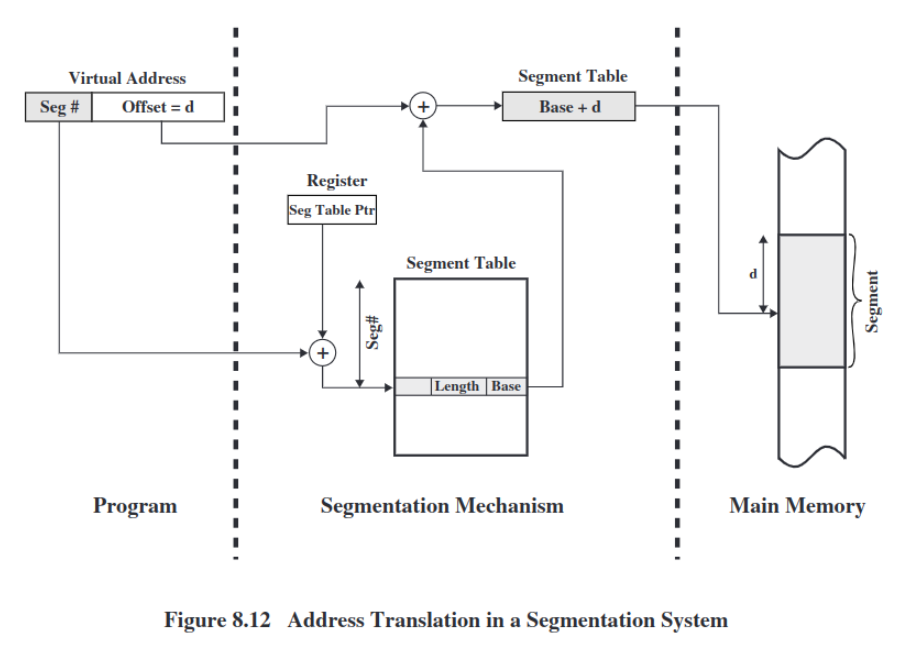 Virtual Address
Seg #
Offset = d
Segment Table
Base + d
Register
Seg Table Ptr
Segment Table
Seg#
Length
Base
d
Segment
Program
Segmentation Mechanism
Main Memory
Figure 8.12 Address Translation in a Segmentation System